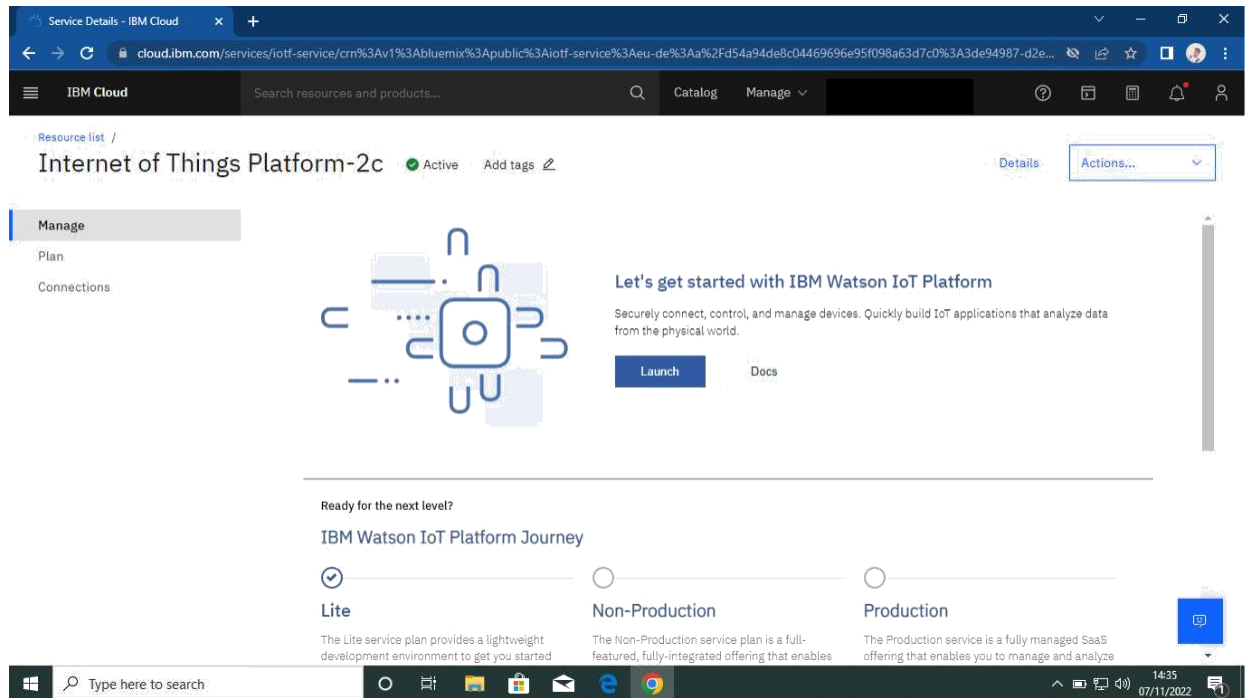 Service Details - IBM Cloud
cloud.ibm.com/services/iotf-service/crn%3Av1%3Abluemix%3Apublic%3Aiotf-service%3Aeu-de%3Aa%2Fd54a94de8c04469696e95f098a63d7c0%3A3de94987-d2e...
IBM Cloud
Search resources and products...
Catalog
Manage
Resource list /
Internet of Things Platform-2c
Active
Add tags
Details
Actions...
Manage
Plan
Connections
Let's get started with IBM Watson IoT Platform
Securely connect, control, and manage devices. Quickly build IoT applications that analyze data
from the physical world.
Launch
Docs
Ready for the next level?
IBM Watson IoT Platform Journey
Lite
The Lite service plan provides a lightweight
development environment to get you started
Non-Production
The Non-Production service plan is a full-
featured, fully-integrated offering that enables
Production
The Production service is a fully managed SaaS
offering that enables you to manage and analyze
Type here to search
14:35
07/11/2022
1